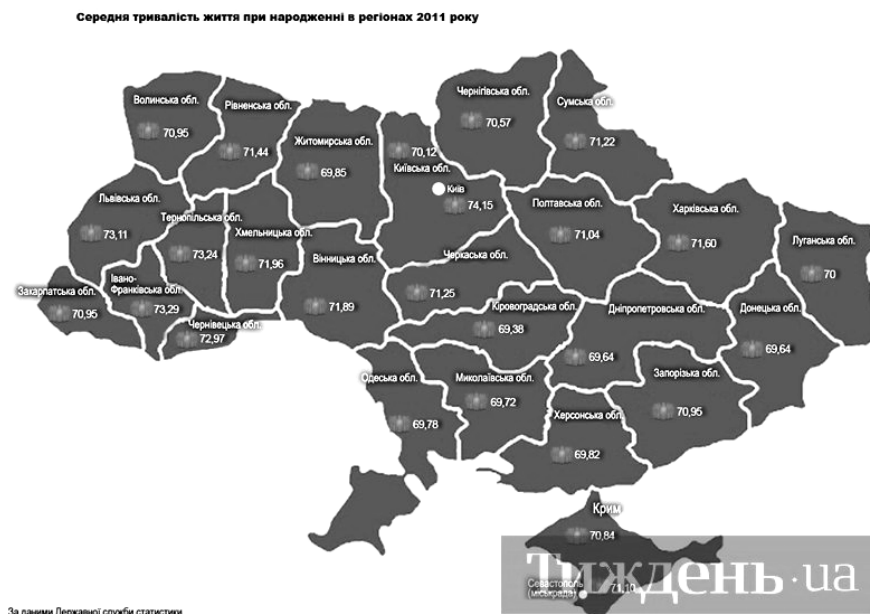 Середня тривалість життя при народженні в регіонах 2011 року
Волинська обл.
70,95
Рівненська обл.
71,44
Житомирська обл.
69,85
70,12
Київська обл.
Київ
74,15
Чернігівська обл.
70,57
Сумська обл.
71,22
Львівська обл.
73,11
Тернопільська обл.
73,24
Хмельницька обл.
71,96
Вінницька обл.
71,89
Черкаська обл.
71,25
Полтавська обл.
71,04
Харківська обл.
71,60
Луганська обл.
70
Закарпатська обл.
70,95
Івано-
Франківська обл.
73,29
Чернівецька обл.
72,97
Кіровоградська обл.
69,38
Дніпропетровська обл.
69,64
Донецька обл.
69,64
Одеська обл.
69,78
Миколаївська обл.
69,72
Запорізька обл.
70,95
Херсонська обл.
69,82
Крим
70,84
Севастополь
(міськрада)
71,10
Тиждень.ua
За даними Державної служби статистики